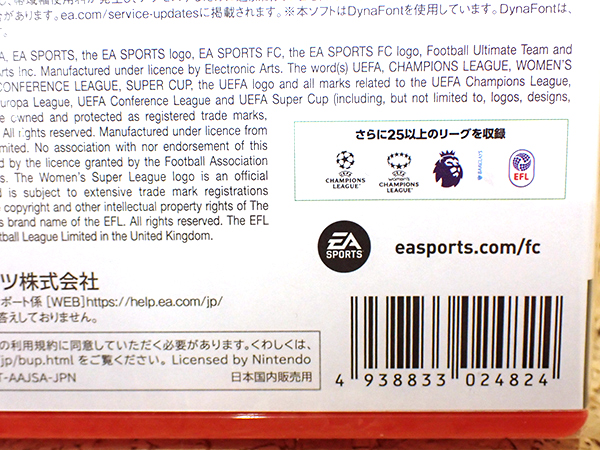 があります。ea.com/service-updatesに掲載されます。※本ソフトはDynaFontを使用しています。DynaFontは、
EA SPORTS, the EA SPORTS logo, EA SPORTS FC, the EA SPORTS FC logo, Football Ultimate Team and
Arts Inc. Manufactured under licence by Electronic Arts. The word(s) UEFA, CHAMPIONS LEAGUE, WOMEN'S
LEAGUE, SUPER CUP, the UEFA logo and all marks related to the UEFA Champions League,
Europa League, UEFA Conference League and UEFA Super Cup (including, but not limited to, logos, designs,
owned and protected as registered trade marks,
All rights reserved. Manufactured under licence from
No association with nor endorsement of this
by the licence granted by the Football Association
The Women's Super League logo is an official
is subject to extensive trade mark registrations
copyright and other intellectual property rights of The
brand name of the EFL. All rights reserved. The EFL
League Limited in the United Kingdom.
さらに25以上のリーグを収録
CHAMPIONS LEAGUE
WOMEN'S CHAMPIONS LEAGUE
BARCLAYS
EFL
EA SPORTS
easports.com/fc
ツ株式会社
ポート係 [WEB]https://help.ea.com/jp/
答えしておりません。
の利用規約に同意していただく必要があります。くわしくは、
jp/bup.html をご覧ください。 Licensed by Nintendo
T-AAJSA-JPN 日本国内販売用
4 938833 024824